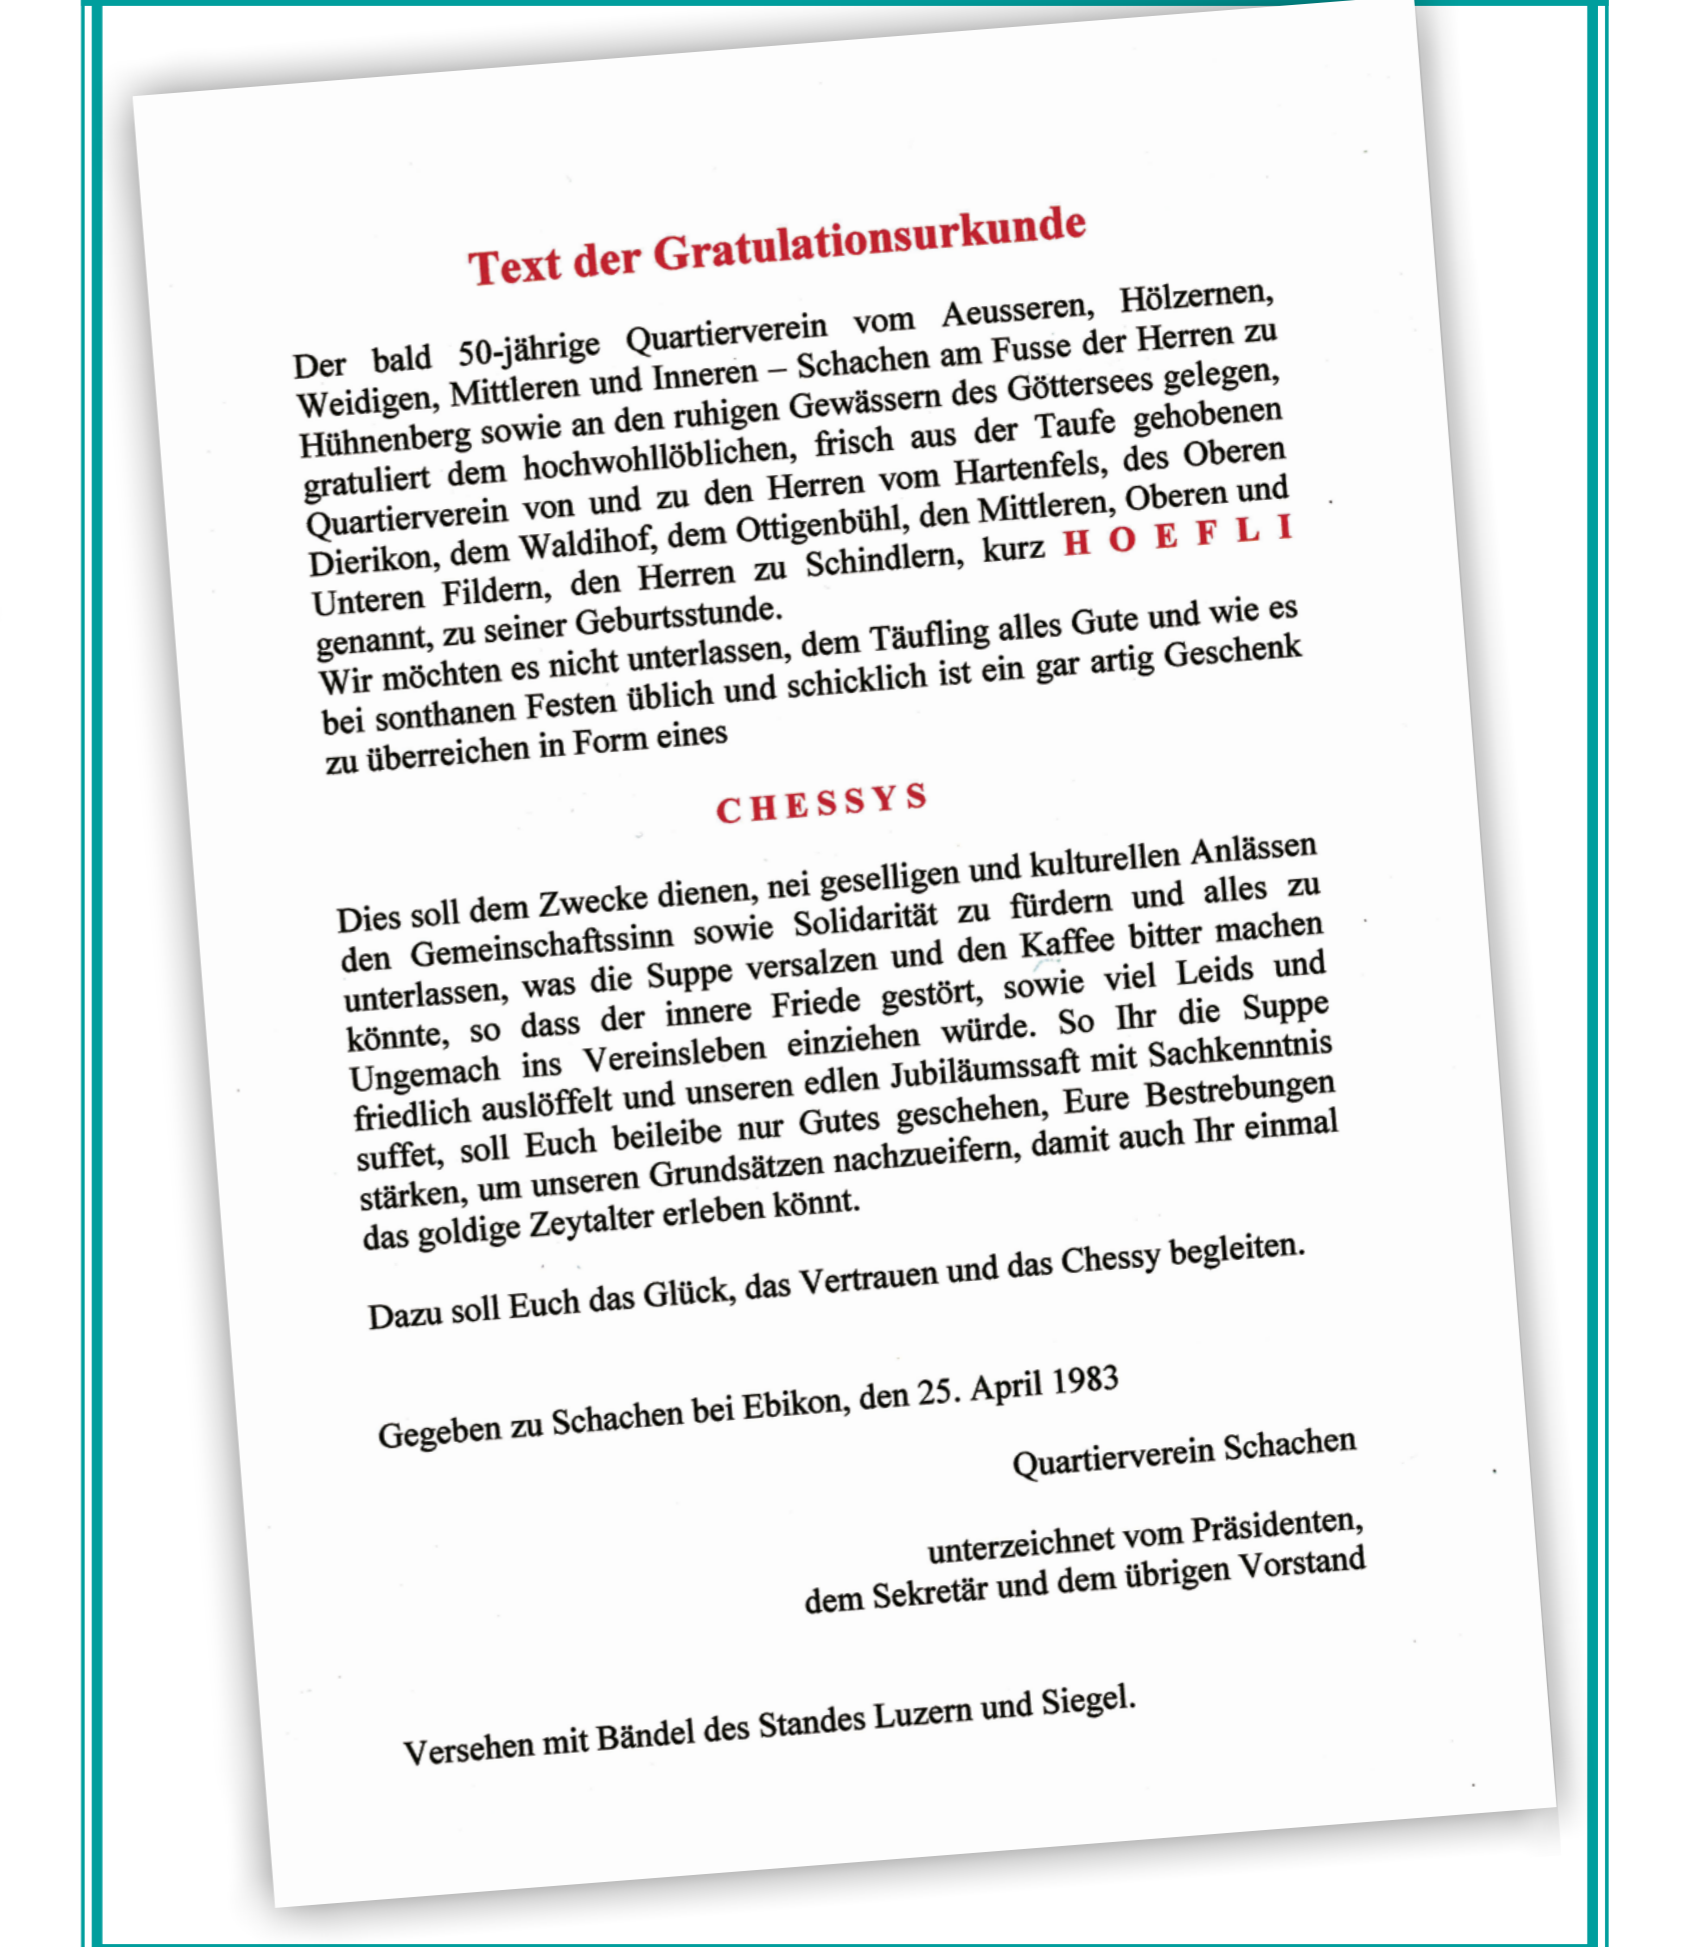 Text der Gratulationsurkunde
Der bald 50-jährige Quartierverein vom Aeusseren, Hölzernen,
Weidigen, Mittleren und Inneren – Schachen am Fusse der Herren zu
Hühnenberg sowie an den ruhigen Gewässern des Göttersees gelegen,
gratuliert dem hochwohllöblichen, frisch aus der Taufe gehobenen
Quartierverein von und zu den Herren vom Hartenfels, des Oberen
Dierikon, dem Waldihof, dem Ottigenbühl, den Mittleren, Oberen und
Unteren Fildern, den Herren zu Schindlern, kurz H O E F L I
genannt, zu seiner Geburtsstunde.
Wir möchten es nicht unterlassen, dem Täufling alles Gute und wie es
bei sonthanen Festen üblich und schicklich ist ein gar artig Geschenk
zu überreichen in Form eines
C H E S S Y S
Dies soll dem Zwecke dienen, nei geselligen und kulturellen Anlässen
den Gemeinschaftssinn sowie Solidarität zu fürdern und alles zu
unterlassen, was die Suppe versalzen und den Kaffee bitter machen
könnte, so dass der innere Friede gestört, sowie viel Leids und
Ungemach ins Vereinsleben einziehen würde. So Ihr die Suppe
friedlich auslöffelt und unseren edlen Jubiläumssaft mit Sachkenntnis
suffet, soll Euch beileibe nur Gutes geschehen, Eure Bestrebungen
stärken, um unseren Grundsätzen nachzueifern, damit auch Ihr einmal
das goldige Zeytalter erleben könnt.
Dazu soll Euch das Glück, das Vertrauen und das Chessy begleiten.
Gegeben zu Schachen bei Ebikon, den 25. April 1983
Quartierverein Schachen
unterzeichnet vom Präsidenten,
dem Sekretär und dem übrigen Vorstand
Versehen mit Bändel des Standes Luzern und Siegel.